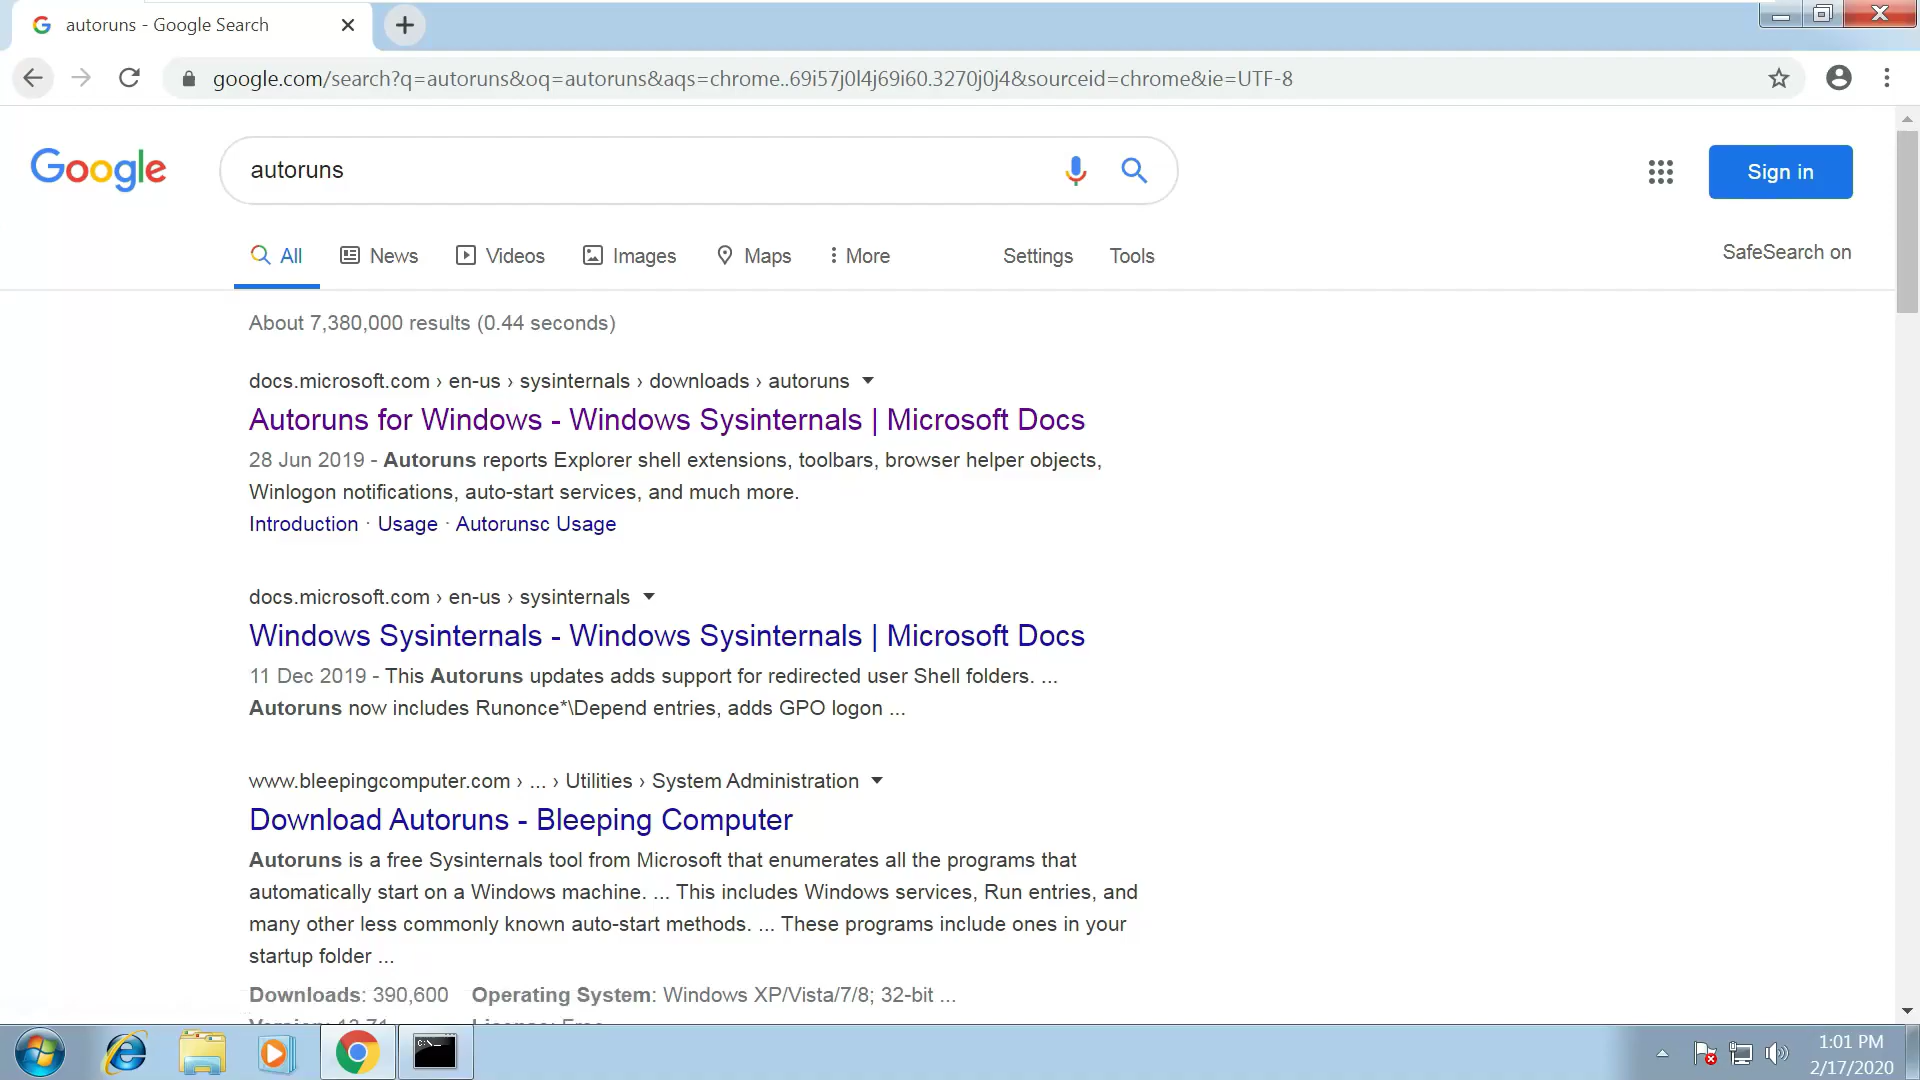 autoruns - Google Search
google.com/search?q=autoruns&oq=autoruns&aqs=chrome..69i57j0l4j69i60.3270j0j4&sourceid=chrome&ie=UTF-8
Google
autoruns
Sign in
All News Videos Images Maps More Settings Tools
SafeSearch on
About 7,380,000 results (0.44 seconds)
docs.microsoft.com › en-us › sysinternals › downloads › autoruns
Autoruns for Windows - Windows Sysinternals | Microsoft Docs
28 Jun 2019 - Autoruns reports Explorer shell extensions, toolbars, browser helper objects,
Winlogon notifications, auto-start services, and much more.
Introduction · Usage · Autorunsc Usage
docs.microsoft.com › en-us › sysinternals
Windows Sysinternals - Windows Sysinternals | Microsoft Docs
11 Dec 2019 - This Autoruns updates adds support for redirected user Shell folders. ...
Autoruns now includes Runonce*\Depend entries, adds GPO logon ...
www.bleepingcomputer.com › ... › Utilities › System Administration
Download Autoruns - Bleeping Computer
Autoruns is a free Sysinternals tool from Microsoft that enumerates all the programs that
automatically start on a Windows machine. ... This includes Windows services, Run entries, and
many other less commonly known auto-start methods. ... These programs include ones in your
startup folder ...
Downloads: 390,600 Operating System: Windows XP/Vista/7/8; 32-bit ...
1:01 PM
2/17/2020